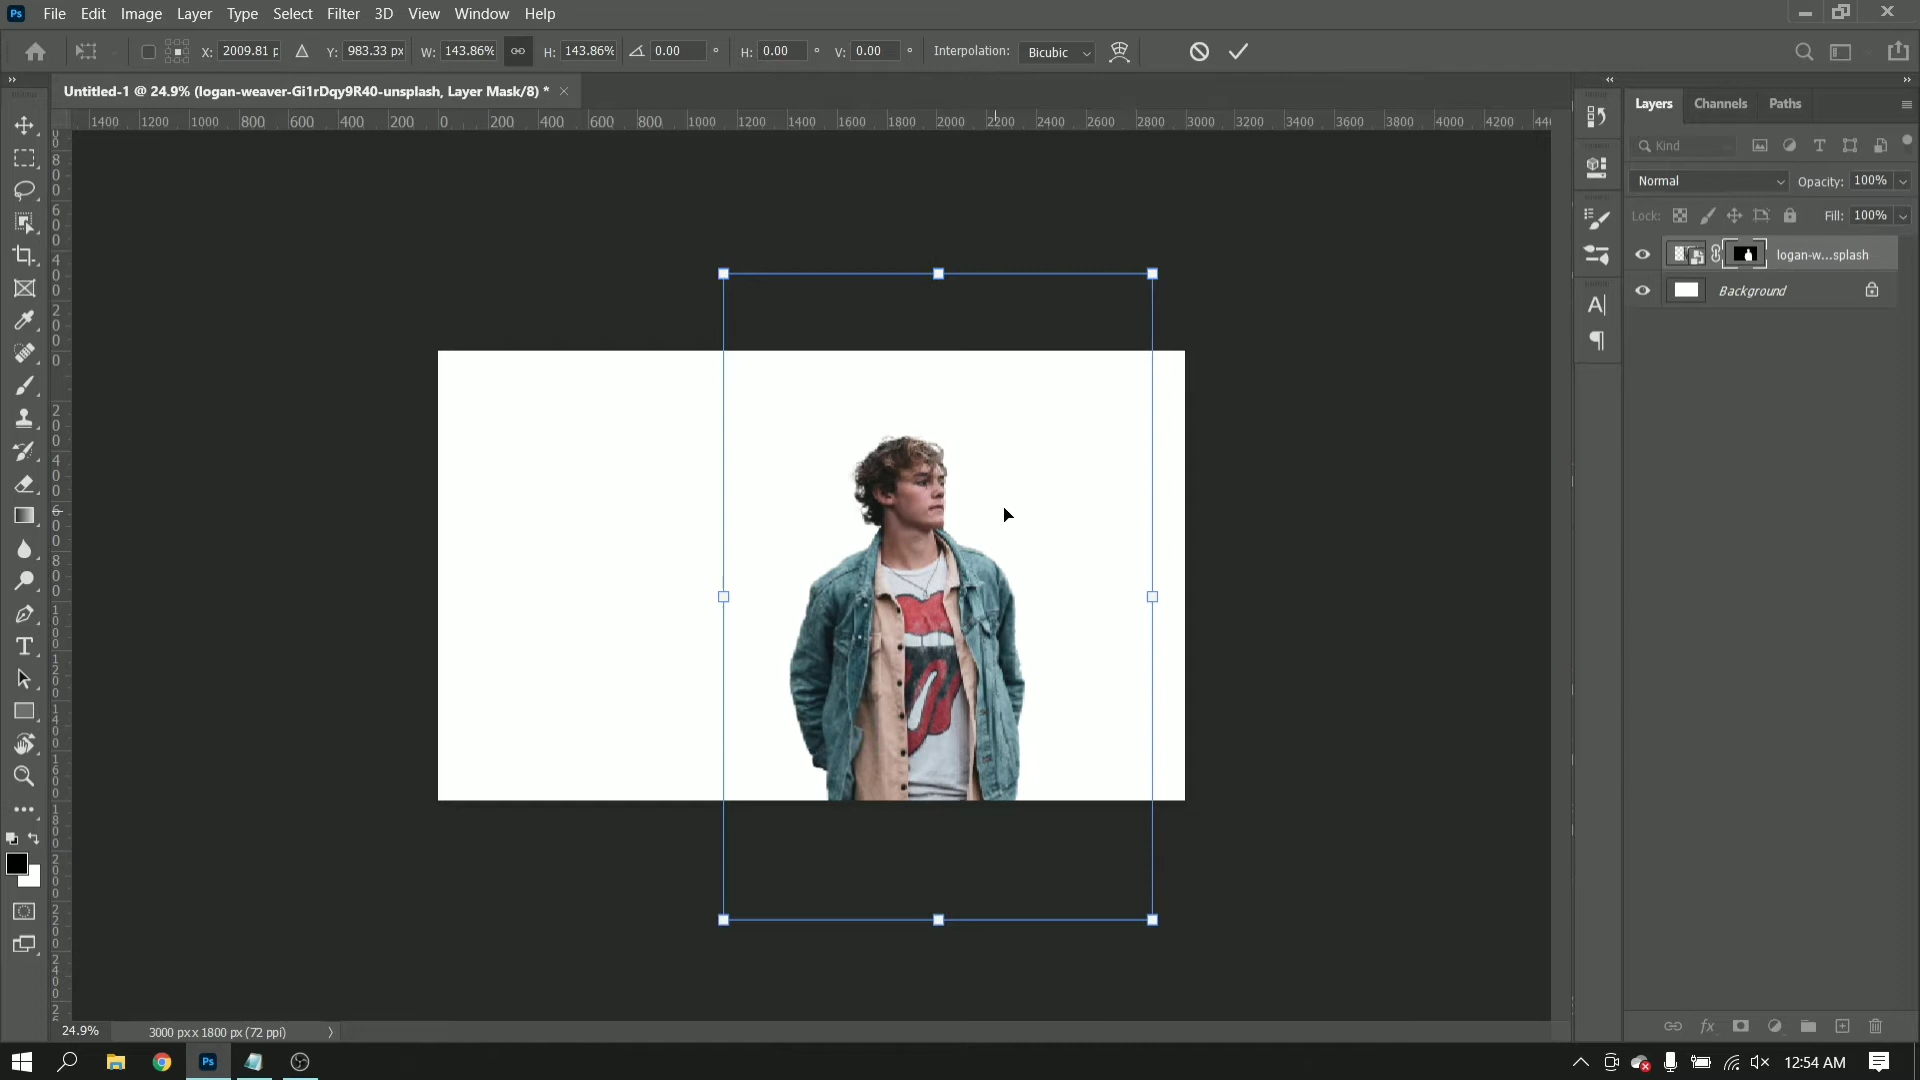 Ps File Edit Image Layer Type Select Filter 3D View Window Help
X: 2009.81 p Y: 983.33 px W: 143.86% H: 143.86% 0.00 ° H: 0.00 ° V: 0.00 ° Interpolation: Bicubic
Untitled-1 @ 24.9% (logan-weaver-Gi1rDqy9R40-unsplash, Layer Mask/8) *
1400 1200 1000 800 600 400 200 0 200 400 600 800 1000 1200 1400 1600 1800 2000 2200 2400 2600 2800 3000 3200 3400 3600 3800 4000 4200 440
Layers Channels Paths
Kind
Normal Opacity: 100%
Lock: Fill: 100%
logan-w...splash
Background
24.9% 3000 px x 1800 px (72 ppi)
Ps 12:54 AM